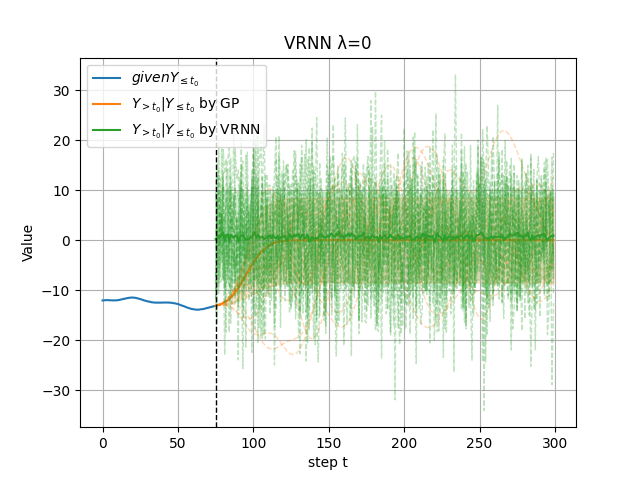 VRNN λ=0
givenY≤t₀
Y>t₀|Y≤t₀ by GP
Y>t₀|Y≤t₀ by VRNN
Value
30
20
10
0
−10
−20
−30
0
50
100
150
200
250
300
step t